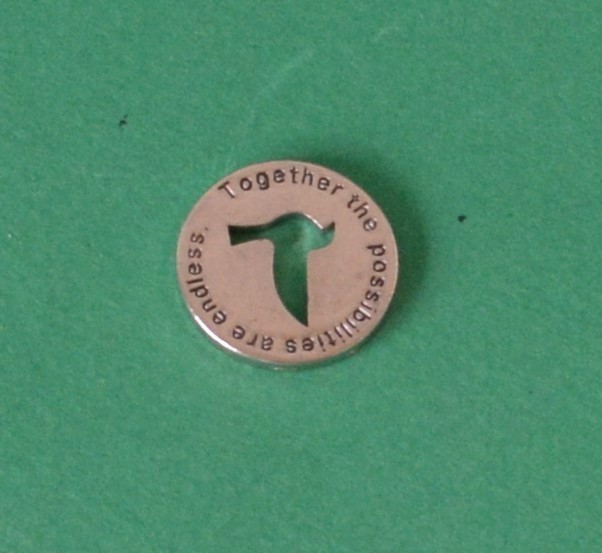 Together the possibilities are endless.